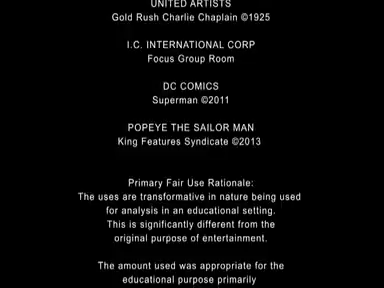 UNITED ARTISTS
Gold Rush Charlie Chaplain ©1925
I.C. INTERNATIONAL CORP
Focus Group Room
DC COMICS
Superman ©2011
POPEYE THE SAILOR MAN
King Features Syndicate ©2013
Primary Fair Use Rationale:
The uses are transformative in nature being used
for analysis in an educational setting.
This is significantly different from the
original purpose of entertainment.
The amount used was appropriate for the
educational purpose primarily